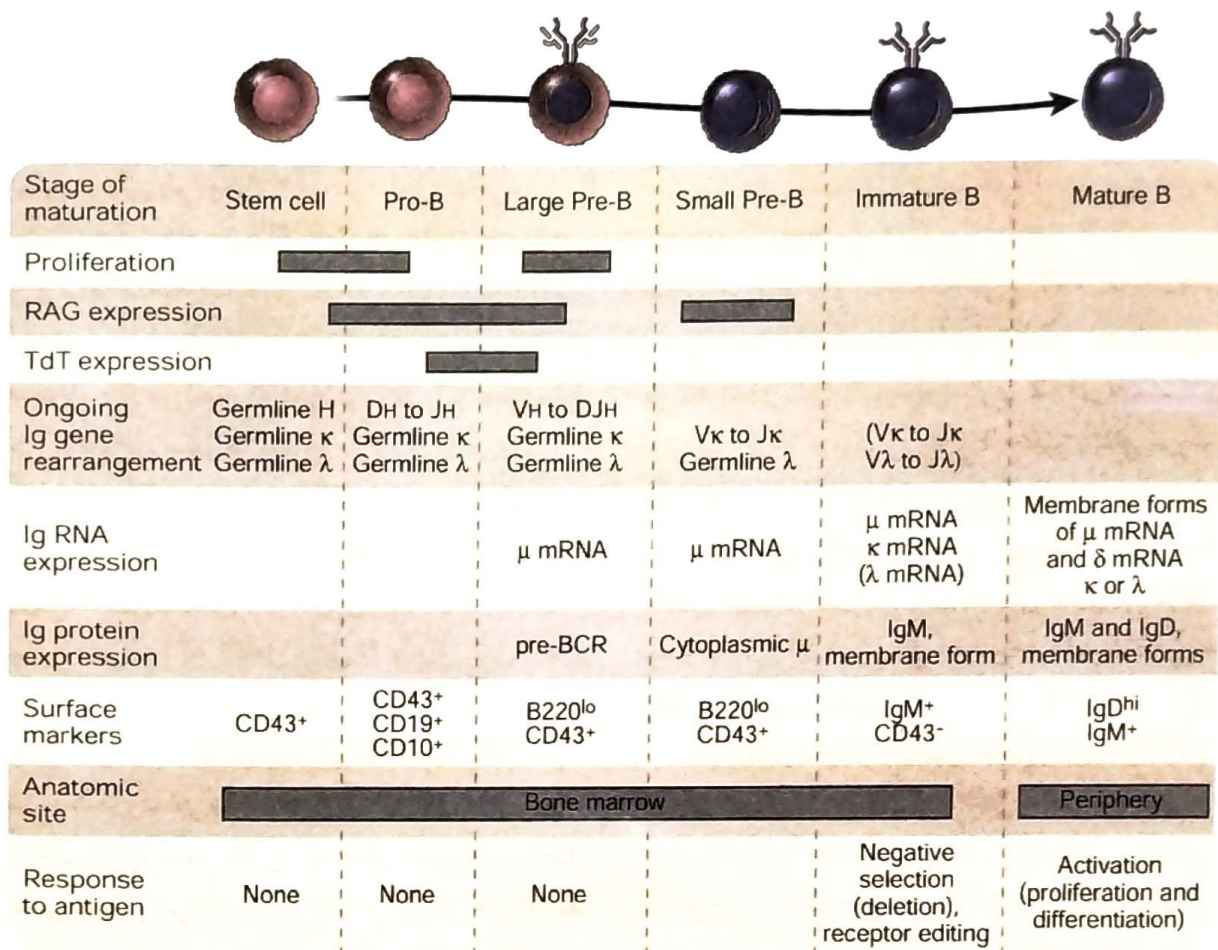 Stage of maturation
Stem cell
Pro-B
Large Pre-B
Small Pre-B
Immature B
Mature B
Proliferation
RAG expression
TdT expression
Ongoing
Ig gene
rearrangement
Germline H
Germline κ
Germline λ
DH to JH
Germline κ
Germline λ
VH to DJH
Germline κ
Germline λ
Vκ to Jκ
Germline λ
(Vκ to Jκ
Vλ to Jλ)
Ig RNA
expression
μ mRNA
μ mRNA
μ mRNA
κ mRNA
(λ mRNA)
Membrane forms
of μ mRNA
and δ mRNA
κ or λ
Ig protein
expression
pre-BCR
Cytoplasmic μ
IgM,
membrane form
IgM and IgD,
membrane forms
Surface
markers
CD43⁺
CD43⁺
CD19⁺
CD10⁺
B220ˡᵒ
CD43⁺
B220ˡᵒ
CD43⁺
IgM⁺
CD43⁻
IgDʰⁱ
IgM⁺
Anatomic
site
Bone marrow
Periphery
Response
to antigen
None
None
None
Negative
selection
(deletion),
receptor editing
Activation
(proliferation and
differentiation)